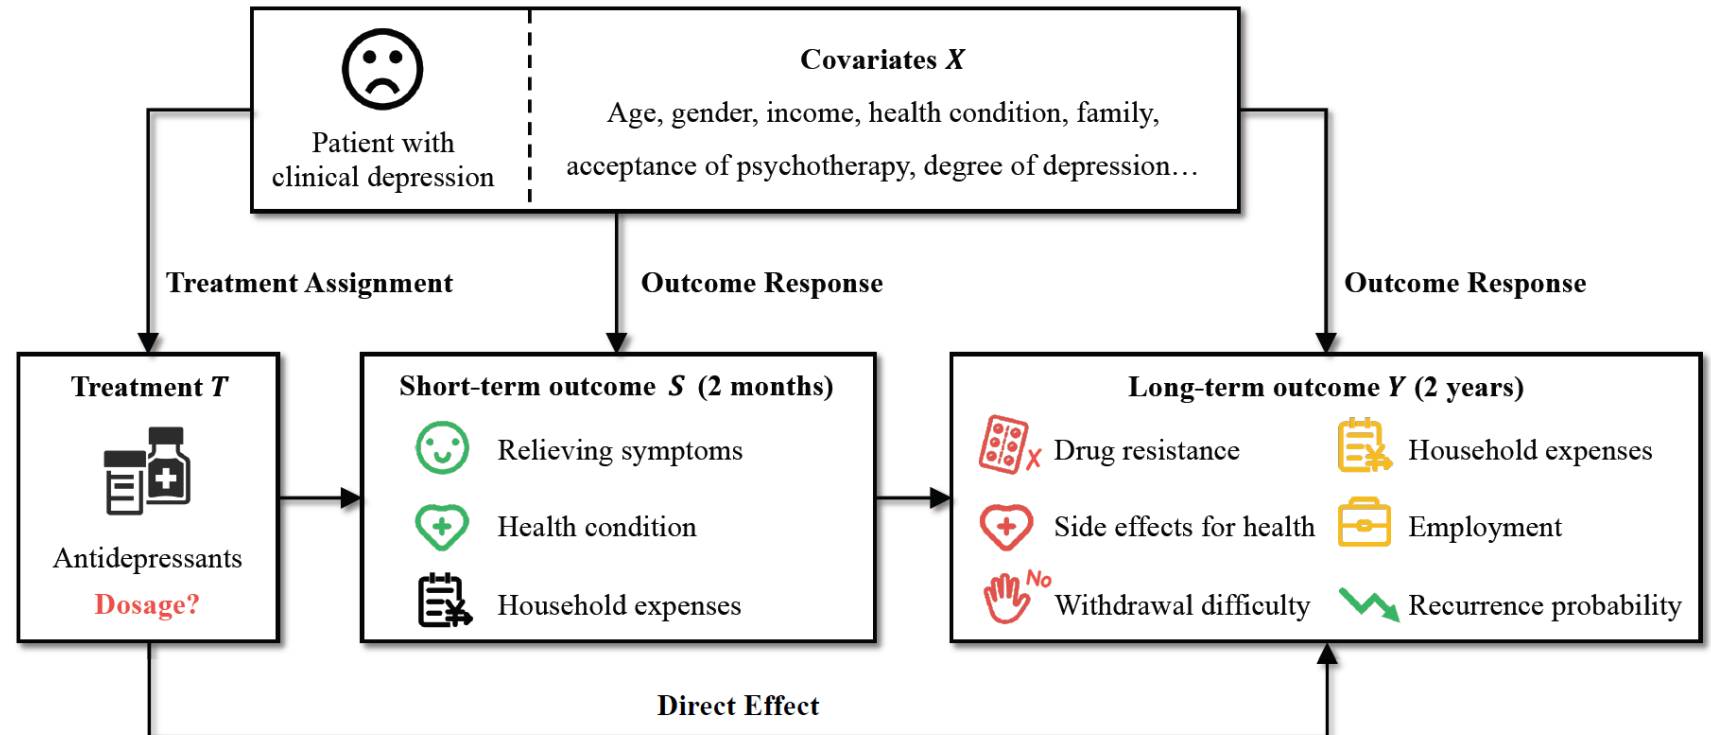 Patient with
clinical depression
Covariates X
Age, gender, income, health condition, family,
acceptance of psychotherapy, degree of depression…
Treatment Assignment
Outcome Response
Outcome Response
Treatment T
Antidepressants
Dosage?
Short-term outcome S (2 months)
Relieving symptoms
Health condition
Household expenses
Long-term outcome Y (2 years)
X Drug resistance
Household expenses
Side effects for health
Employment
No
Withdrawal difficulty
Recurrence probability
Direct Effect